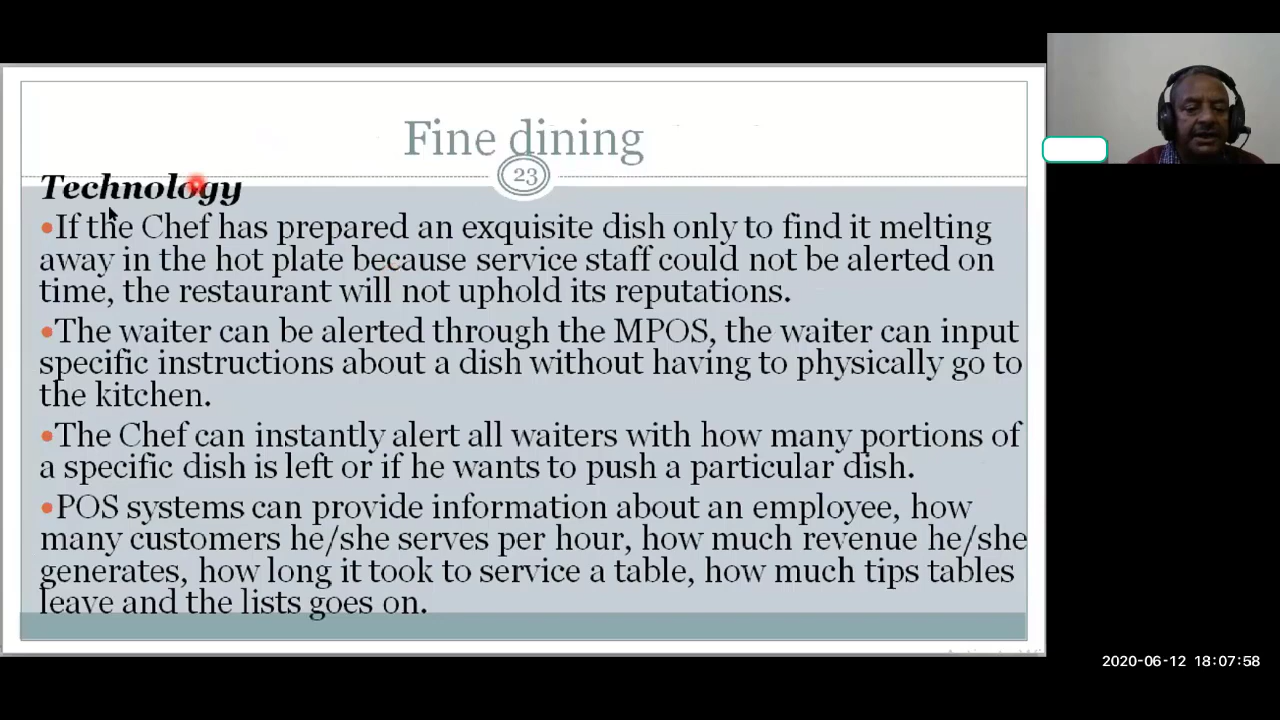 Fine dining
23
Technology
•If the Chef has prepared an exquisite dish only to find it melting
away in the hot plate because service staff could not be alerted on
time, the restaurant will not uphold its reputations.
•The waiter can be alerted through the MPOS, the waiter can input
specific instructions about a dish without having to physically go to
the kitchen.
•The Chef can instantly alert all waiters with how many portions of
a specific dish is left or if he wants to push a particular dish.
•POS systems can provide information about an employee, how
many customers he/she serves per hour, how much revenue he/she
generates, how long it took to service a table, how much tips tables
leave and the lists goes on.
2020-06-12 18:07:58